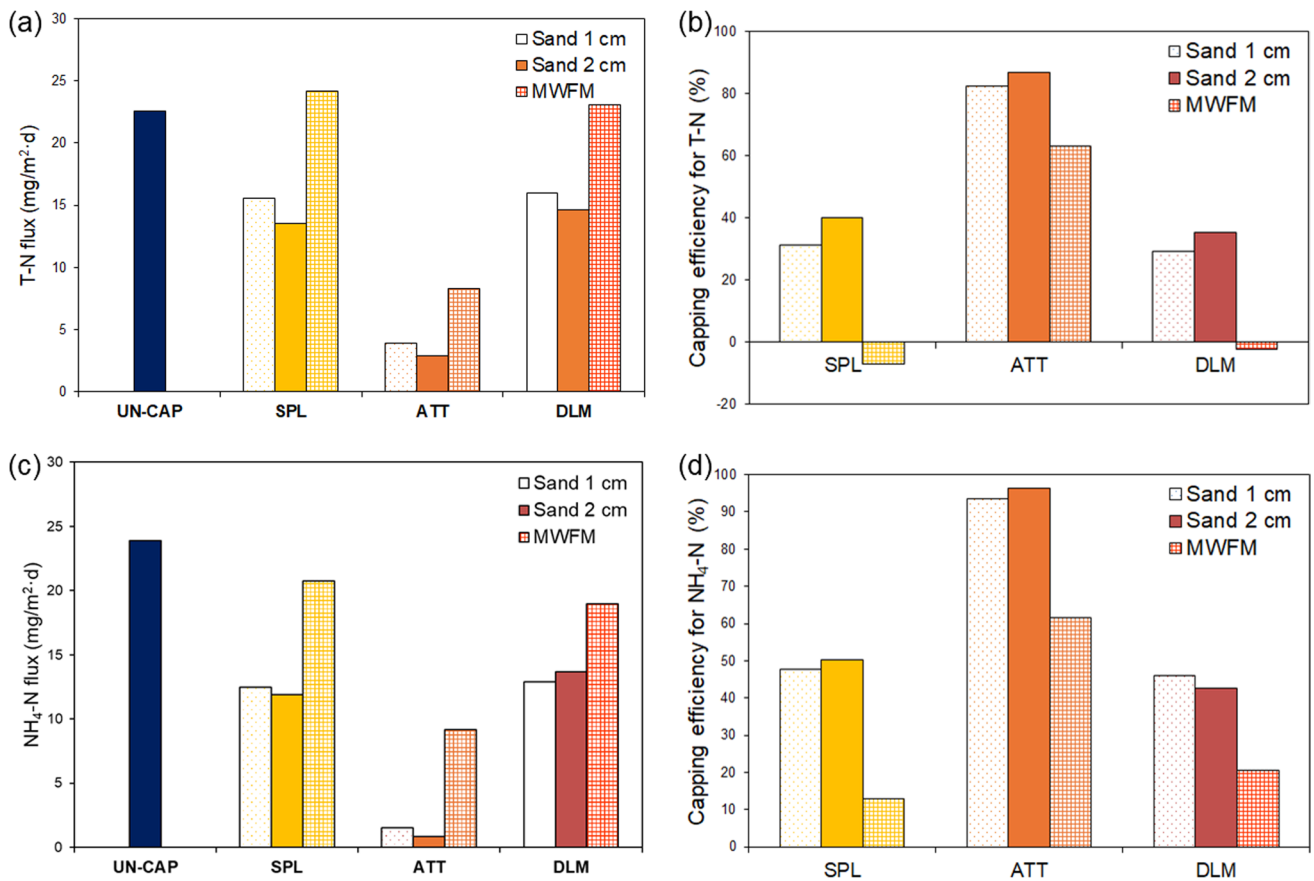 (a)
T-N flux (mg/m²·d)
30
25
20
15
10
5
0
Sand 1 cm
Sand 2 cm
MWFM
UN-CAP SPL ATT DLM
(b)
Capping efficiency for T-N (%)
100
80
60
40
20
0
-20
Sand 1 cm
Sand 2 cm
MWFM
SPL ATT DLM
(c)
NH₄-N flux (mg/m²·d)
30
25
20
15
10
5
0
Sand 1 cm
Sand 2 cm
MWFM
UN-CAP SPL ATT DLM
(d)
Capping efficiency for NH₄-N (%)
100
90
80
70
60
50
40
30
20
10
0
Sand 1 cm
Sand 2 cm
MWFM
SPL ATT DLM